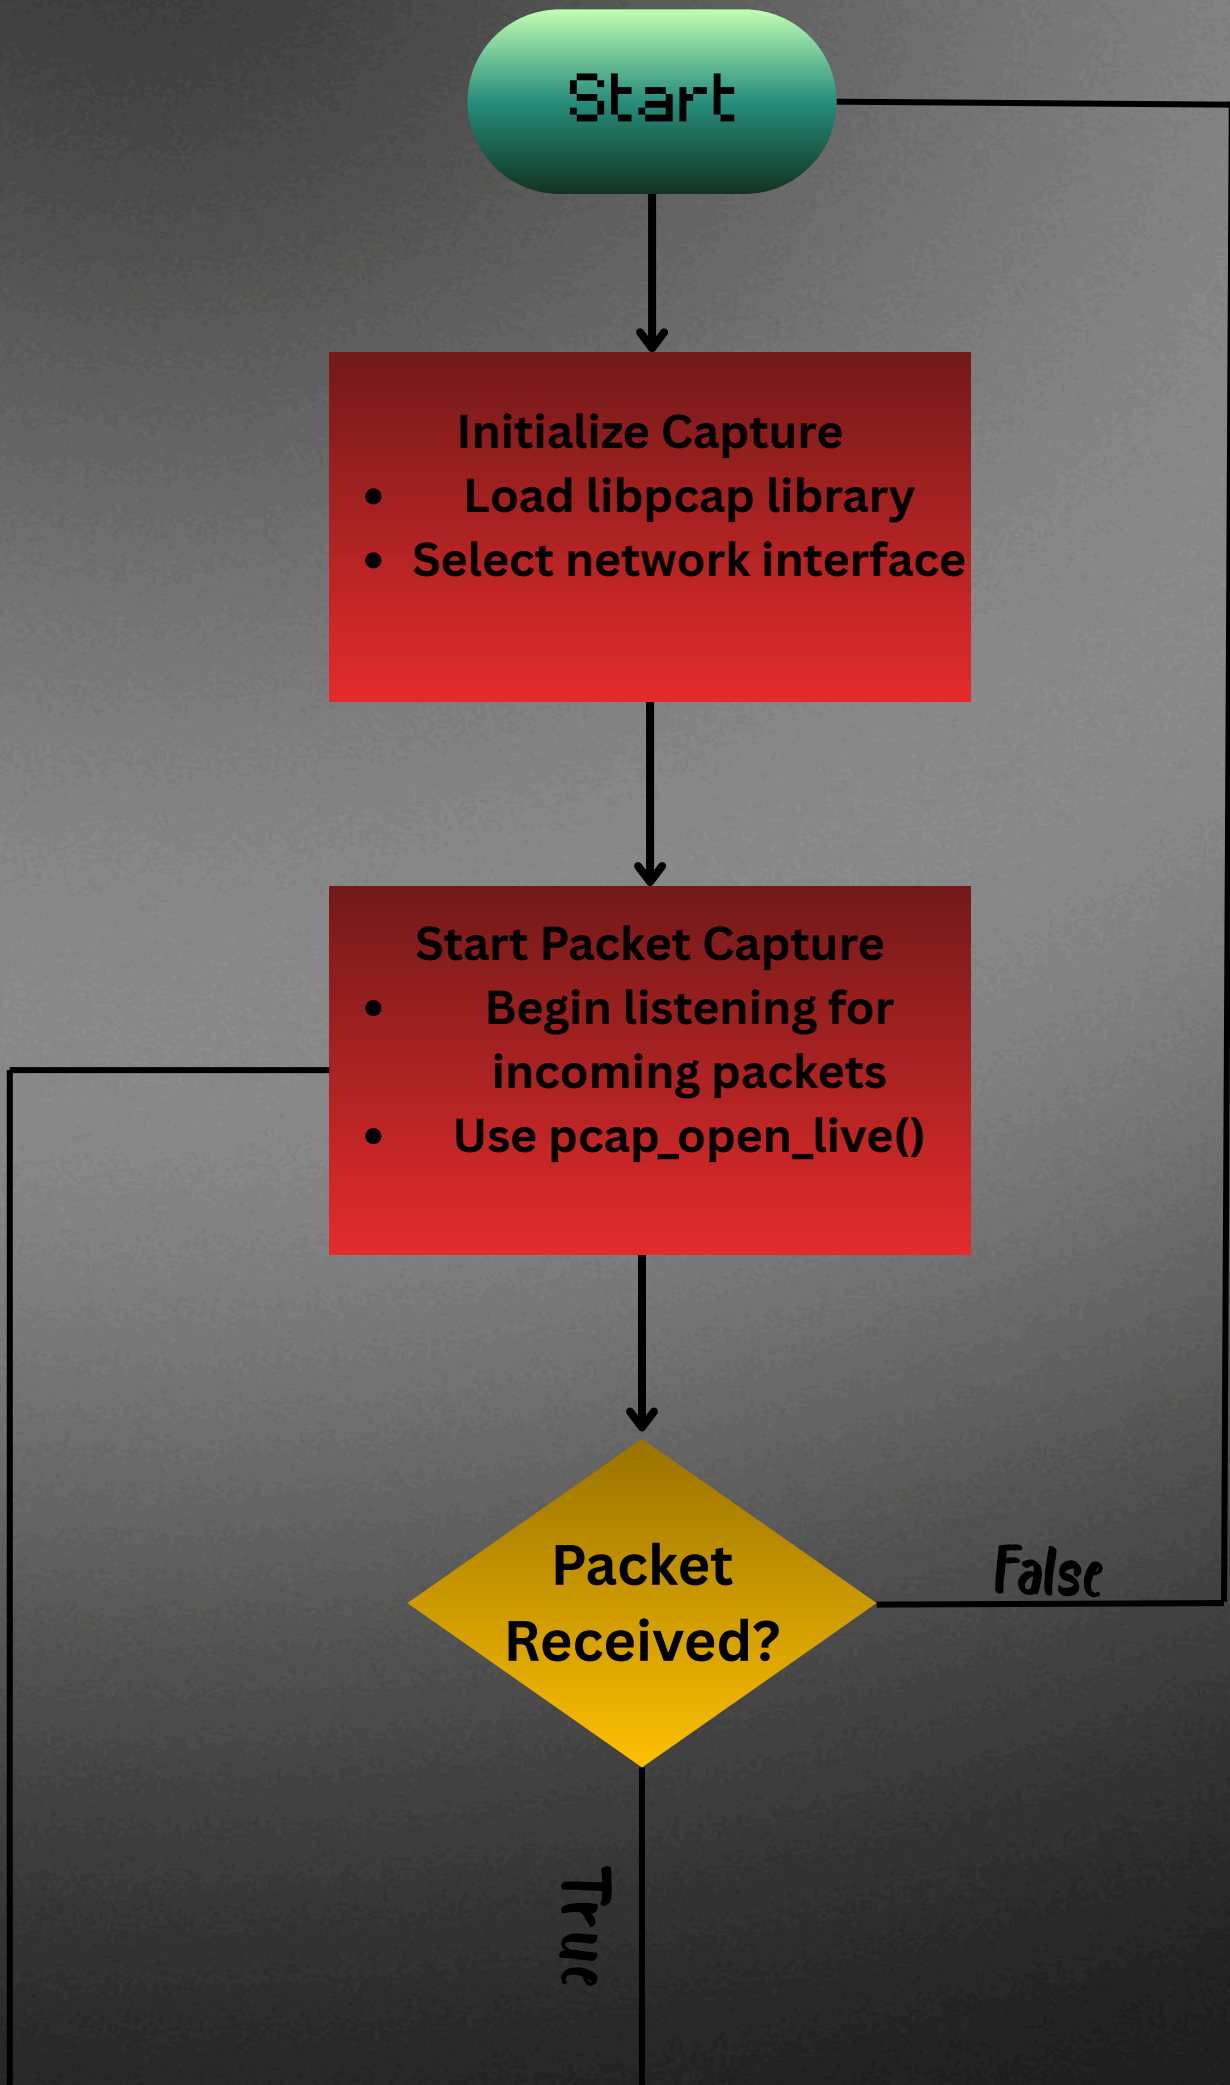 Start
Initialize Capture
• Load libpcap library
• Select network interface
Start Packet Capture
• Begin listening for
incoming packets
• Use pcap_open_live()
Packet
Received?
False
True